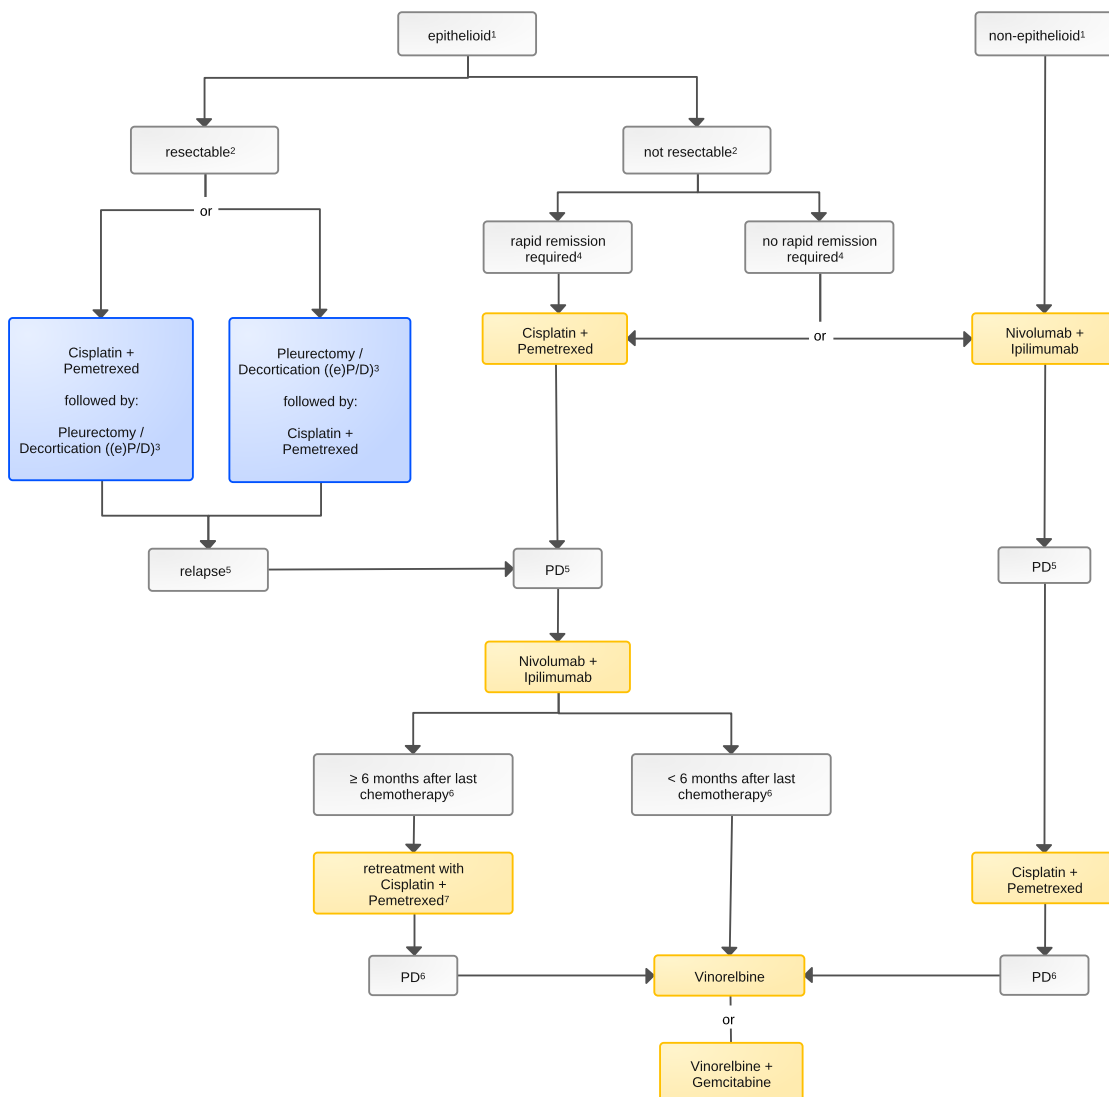 epithelioid¹
non-epithelioid¹
resectable²
not resectable²
or
rapid remission
required⁴
no rapid remission
required⁴
Cisplatin +
Pemetrexed
followed by:
Pleurectomy /
Decortication ((e)P/D)³
Pleurectomy /
Decortication ((e)P/D)³
followed by:
Cisplatin +
Pemetrexed
Cisplatin +
Pemetrexed
or
Nivolumab +
Ipilimumab
relapse⁵
PD⁵
PD⁵
Nivolumab +
Ipilimumab
≥ 6 months after last
chemotherapy⁶
< 6 months after last
chemotherapy⁶
retreatment with
Cisplatin +
Pemetrexed⁷
Cisplatin +
Pemetrexed
PD⁶
Vinorelbine
PD⁶
or
Vinorelbine +
Gemcitabine